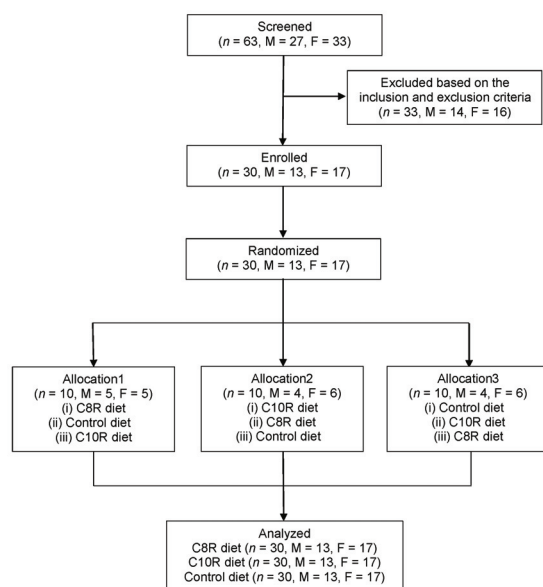 Screened
(n = 63, M = 27, F = 33)
Excluded based on the
inclusion and exclusion criteria
(n = 33, M = 14, F = 16)
Enrolled
(n = 30, M = 13, F = 17)
Randomized
(n = 30, M = 13, F = 17)
Allocation1
(n = 10, M = 5, F = 5)
(i) C8R diet
(ii) Control diet
(iii) C10R diet
Allocation2
(n = 10, M = 4, F = 6)
(i) C10R diet
(ii) C8R diet
(iii) Control diet
Allocation3
(n = 10, M = 4, F = 6)
(i) Control diet
(ii) C10R diet
(iii) C8R diet
Analyzed
C8R diet (n = 30, M = 13, F = 17)
C10R diet (n = 30, M = 13, F = 17)
Control diet (n = 30, M = 13, F = 17)